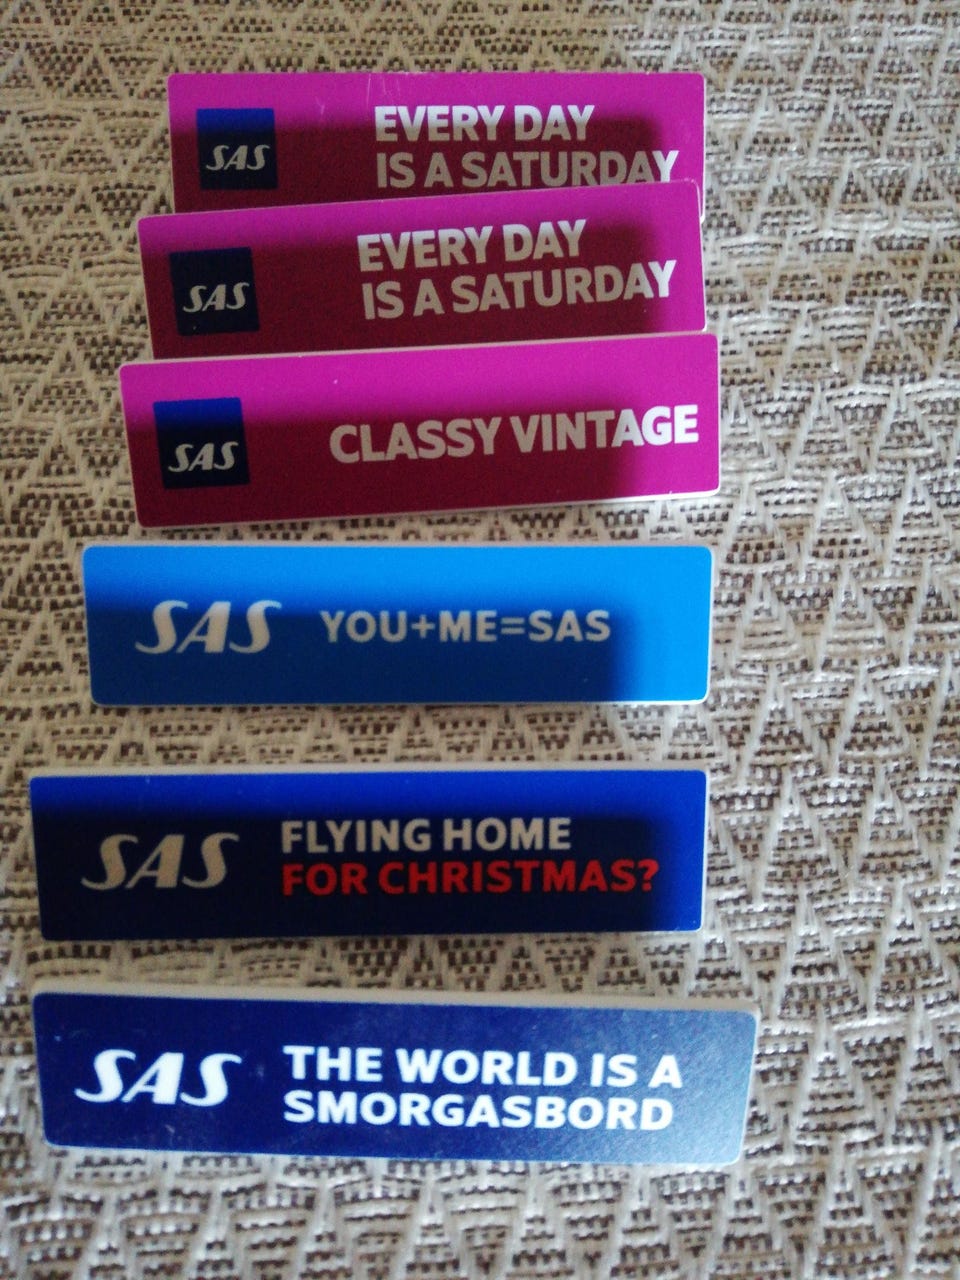 SAS
EVERY DAY
IS A SATURDAY
SAS
EVERY DAY
IS A SATURDAY
SAS
CLASSY VINTAGE
SAS YOU+ME=SAS
SAS
FLYING HOME
FOR CHRISTMAS?
SAS
THE WORLD IS A
SMORGASBORD